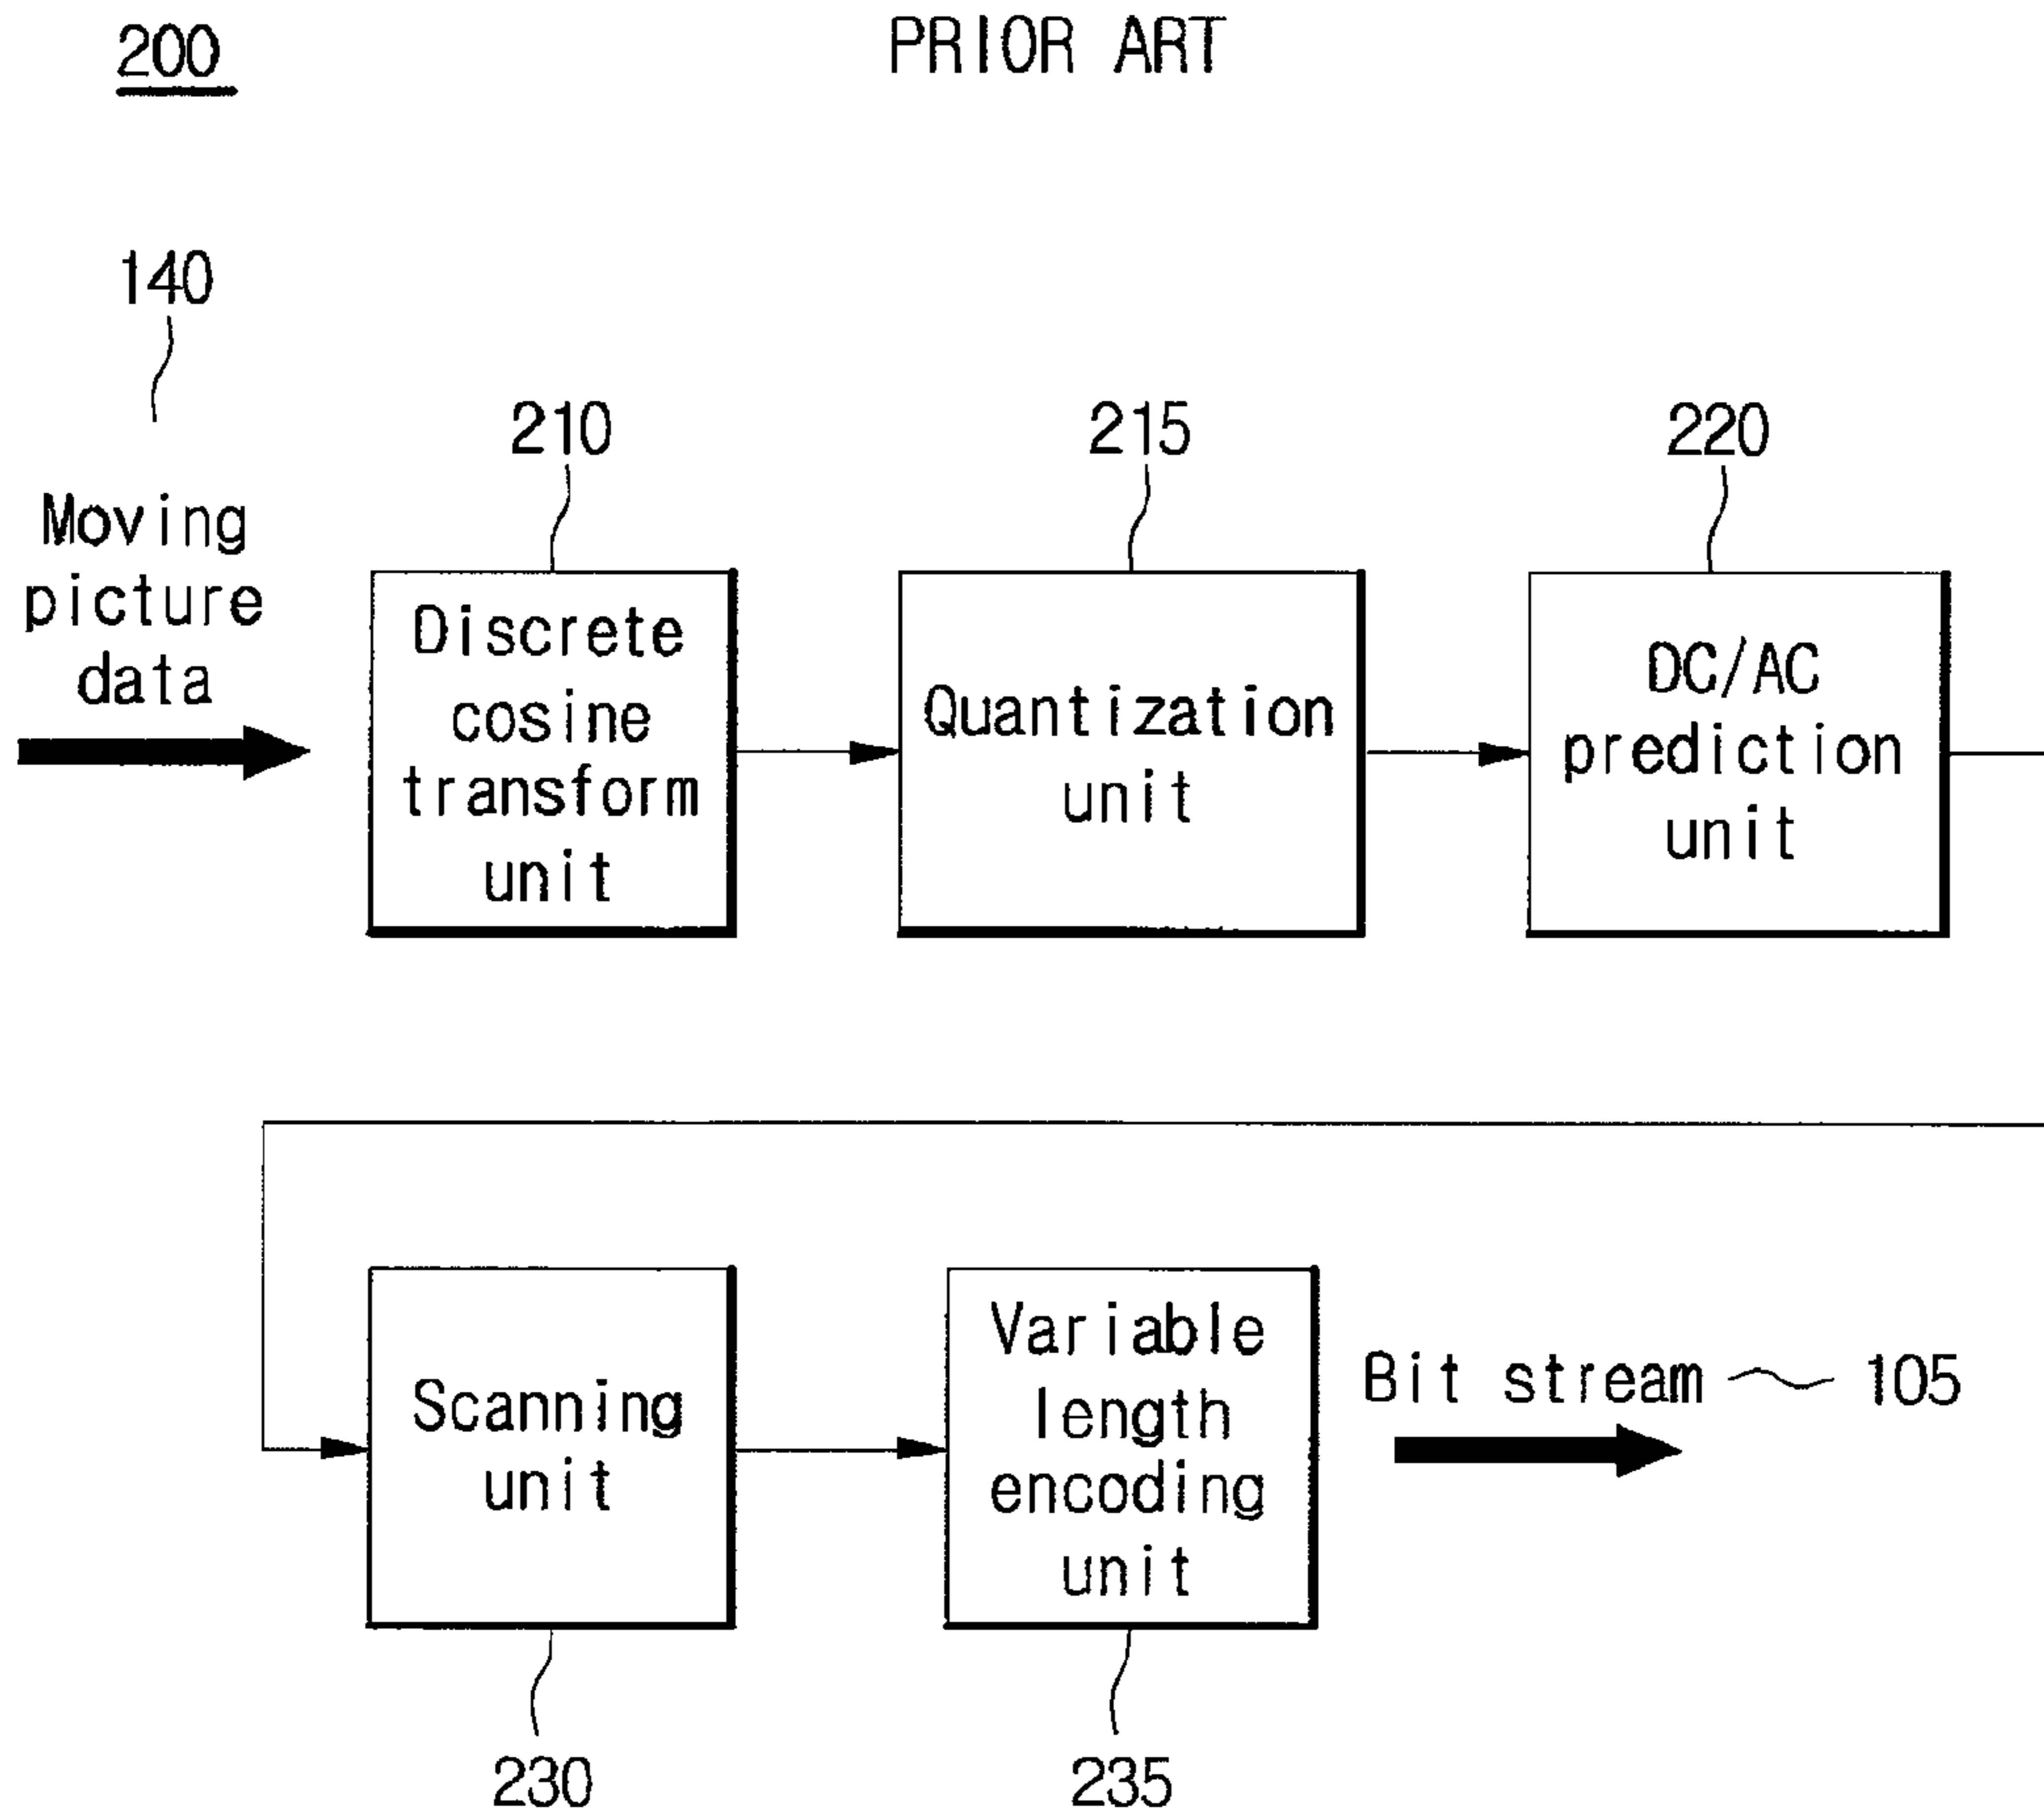 200
PRIOR ART
140
Moving
picture
data
210
Discrete
cosine
transform
unit
215
Quantization
unit
220
DC/AC
prediction
unit
Scanning
unit
230
Variable
length
encoding
unit
235
Bit stream 105